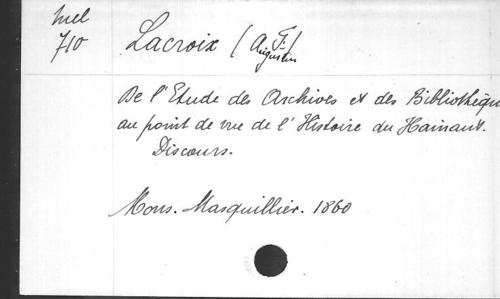 Mel
710
Lacroix (A. F.)
Augustin
De l'Etude des Archives et des Bibliothèqu
au point de vue de l'Histoire du Hainaut.
Discours.
Mons. Masquillier. 1860